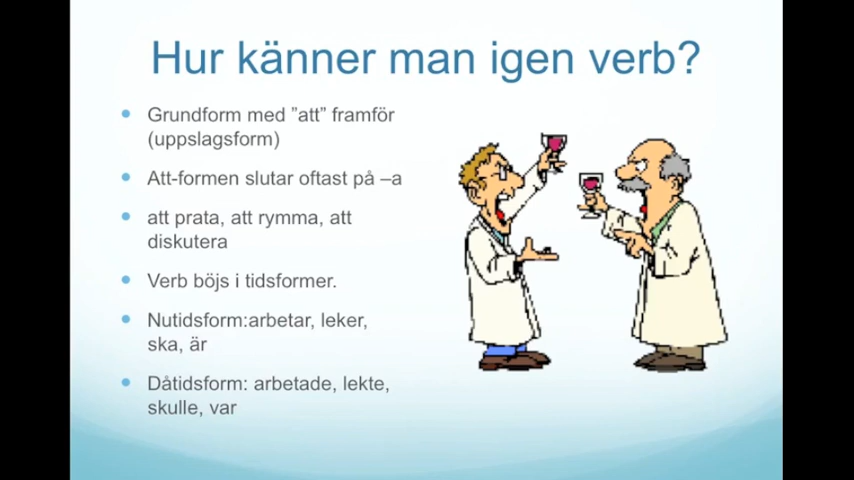 Hur känner man igen verb?
Grundform med ”att” framför
(uppslagsform)
Att-formen slutar oftast på –a
att prata, att rymma, att
diskutera
Verb böjs i tidsformer.
Nutidsform:arbetar, leker,
ska, är
Dåtidsform: arbetade, lekte,
skulle, var